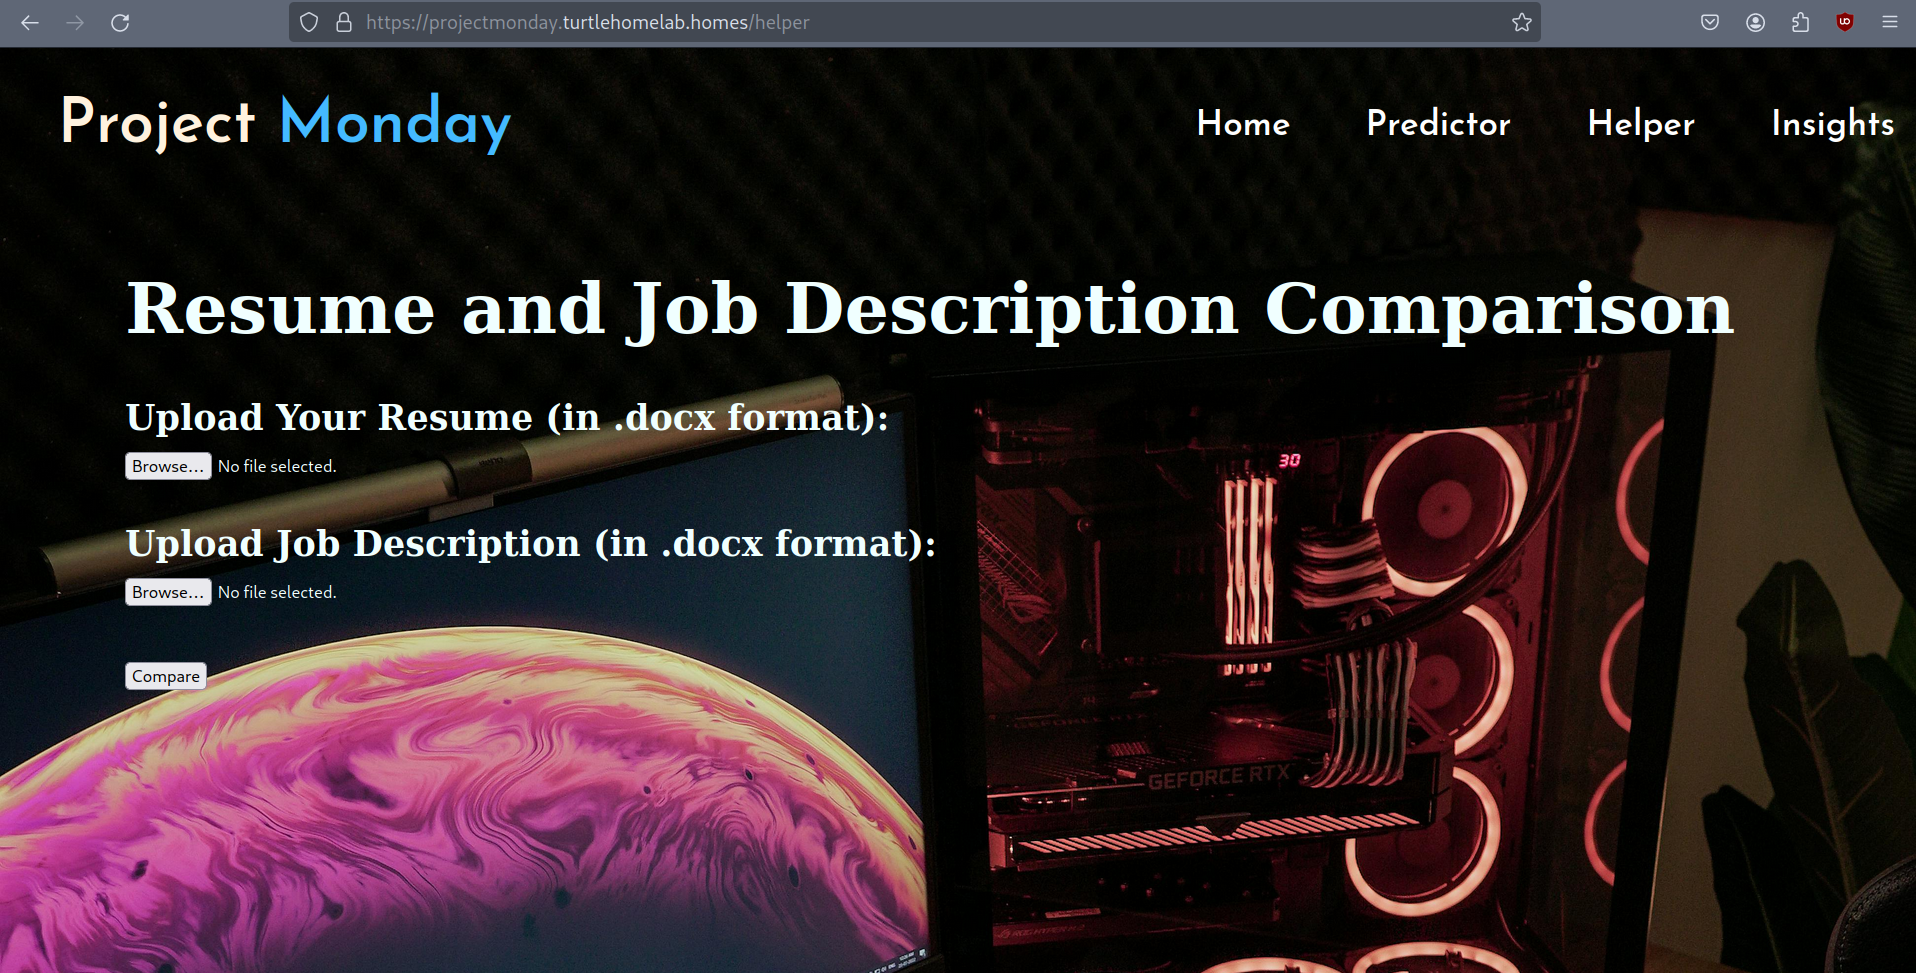 https://projectmonday.turtlehomelab.homes/helper
Project Monday
Home Predictor Helper Insights
Resume and Job Description Comparison
Upload Your Resume (in .docx format):
Browse... No file selected.
Upload Job Description (in .docx format):
Browse... No file selected.
Compare
30
GEFORCE RTX